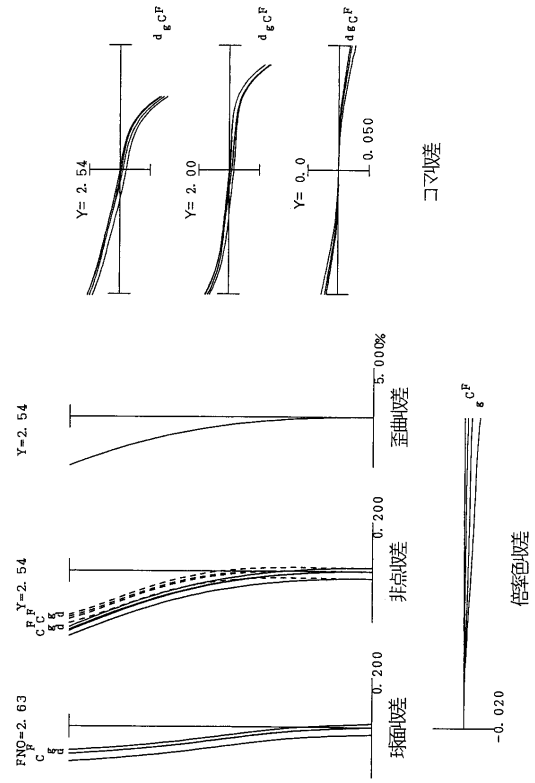 FNO=2.63
C F
g d
0.200
球面収差
Y=2.54
C F F
C
g g
d d
0.200
非点収差
Y=2.54
5.000%
歪曲収差
Y=2.54
d g C F
Y=2.00
d g C F
Y=0.0
d g C F
0.050
コマ収差
-0.020
g C F
倍率色収差